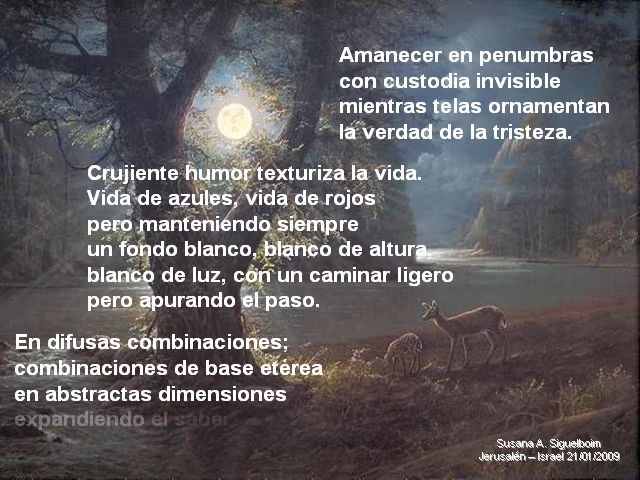 Amanecer en penumbras
con custodia invisible
mientras telas ornamentan
la verdad de la tristeza.
Crujiente humor texturiza la vida.
Vida de azules, vida de rojos
pero manteniendo siempre
un fondo blanco, blanco de altura,
blanco de luz, con un caminar ligero
pero apurando el paso.
En difusas combinaciones;
combinaciones de base etérea
en abstractas dimensiones
expandiendo el saber
Susana A. Siguelboim
Jerusalén – Israel 21/01/2009